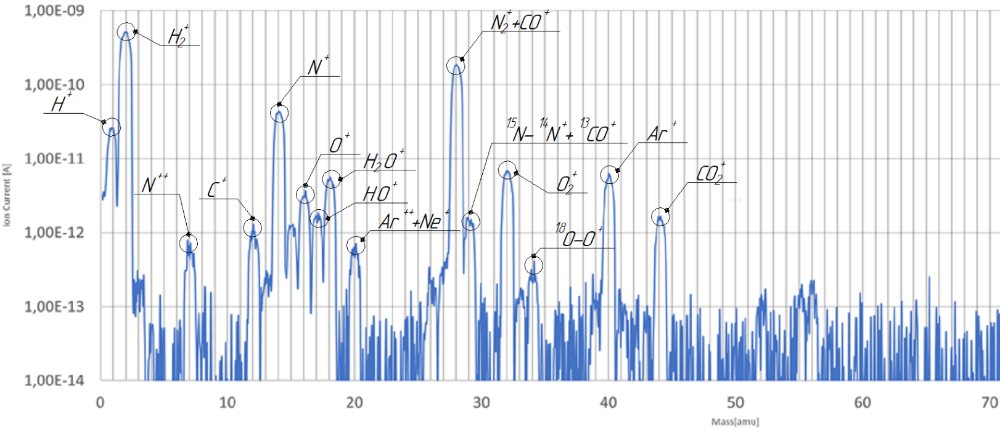 1,00E-09
1,00E-10
1,00E-11
1,00E-12
1,00E-13
1,00E-14
Ion Current [A]
H⁺
H₂⁺
N⁺⁺
C⁺
N⁺
O⁺
H₂O⁺
HO⁺
Ar⁺⁺+Ne⁺
N₂⁺+CO⁺
¹⁵N–¹⁴N⁺+¹³CO⁺
O₂⁺
¹⁸O–O⁺
Ar⁺
CO₂⁺
0 10 20 30 40 50 60 70
Mass[amu]